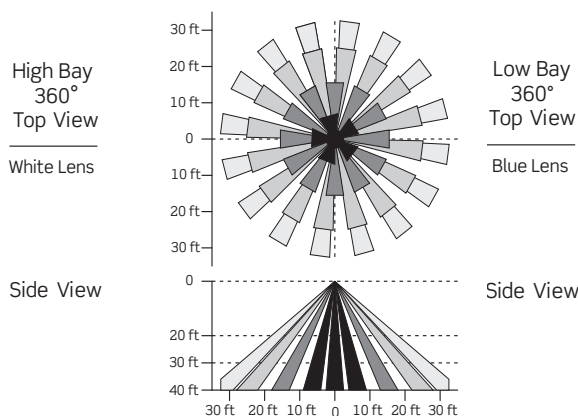 High Bay
360°
Top View
White Lens
30 ft
20 ft
10 ft
0
10 ft
20 ft
30 ft
Low Bay
360°
Top View
Blue Lens
Side View
0
20 ft
30 ft
40 ft
30 ft 20 ft 10 ft 0 10 ft 20 ft 30 ft
Side View